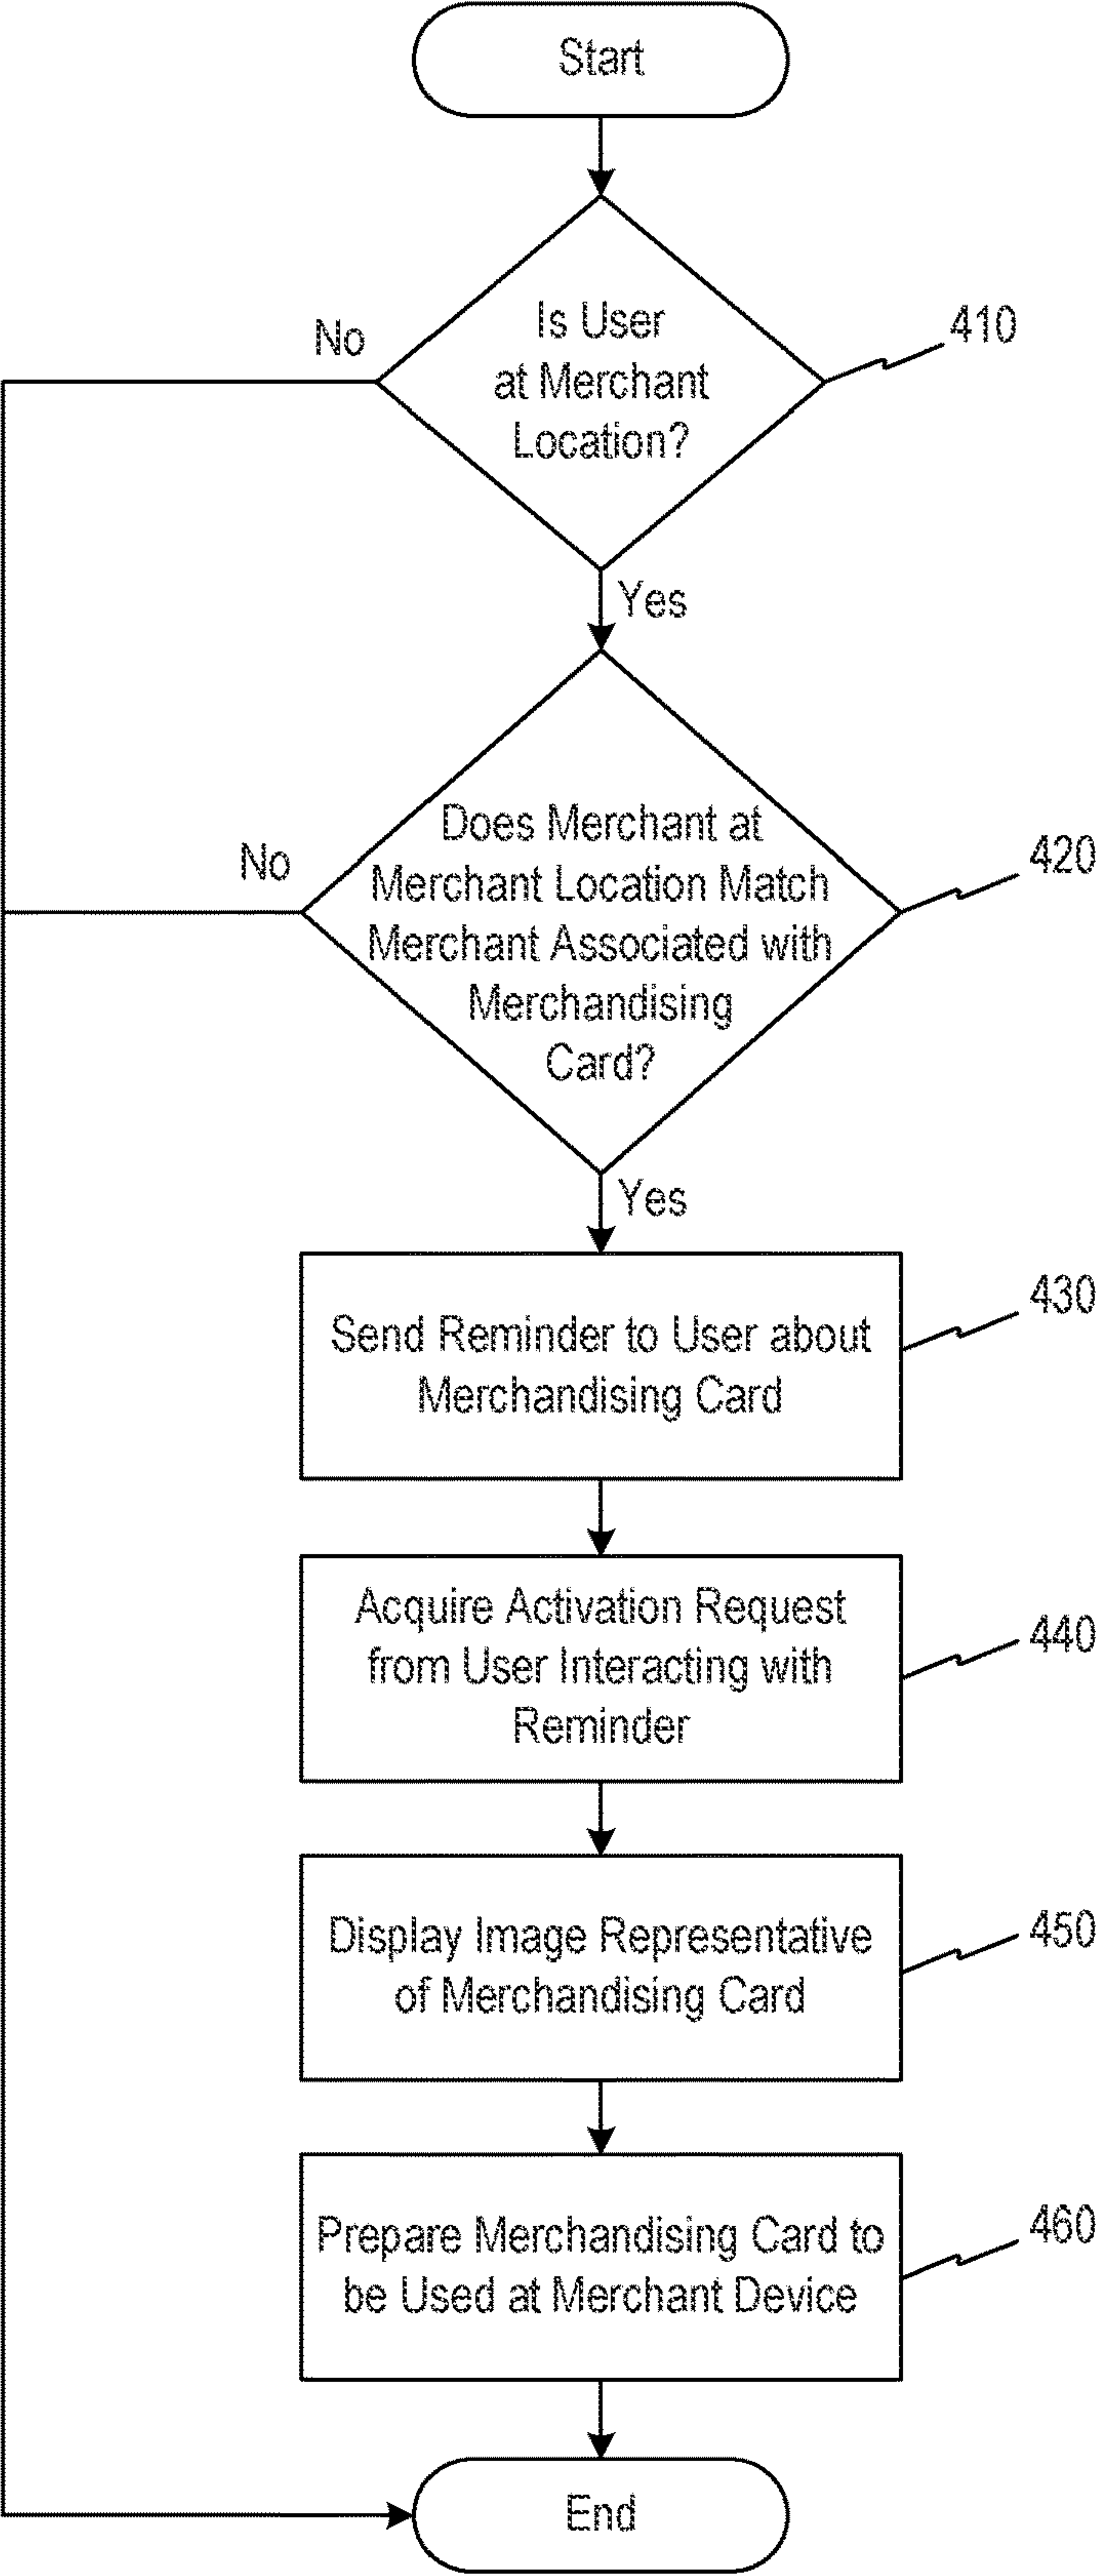 Start
Is User
at Merchant
Location?
No
410
Yes
Does Merchant at
Merchant Location Match
Merchant Associated with
Merchandising
Card?
No
420
Yes
Send Reminder to User about
Merchandising Card
430
Acquire Activation Request
from User Interacting with
Reminder
440
Display Image Representative
of Merchandising Card
450
Prepare Merchandising Card to
be Used at Merchant Device
460
End